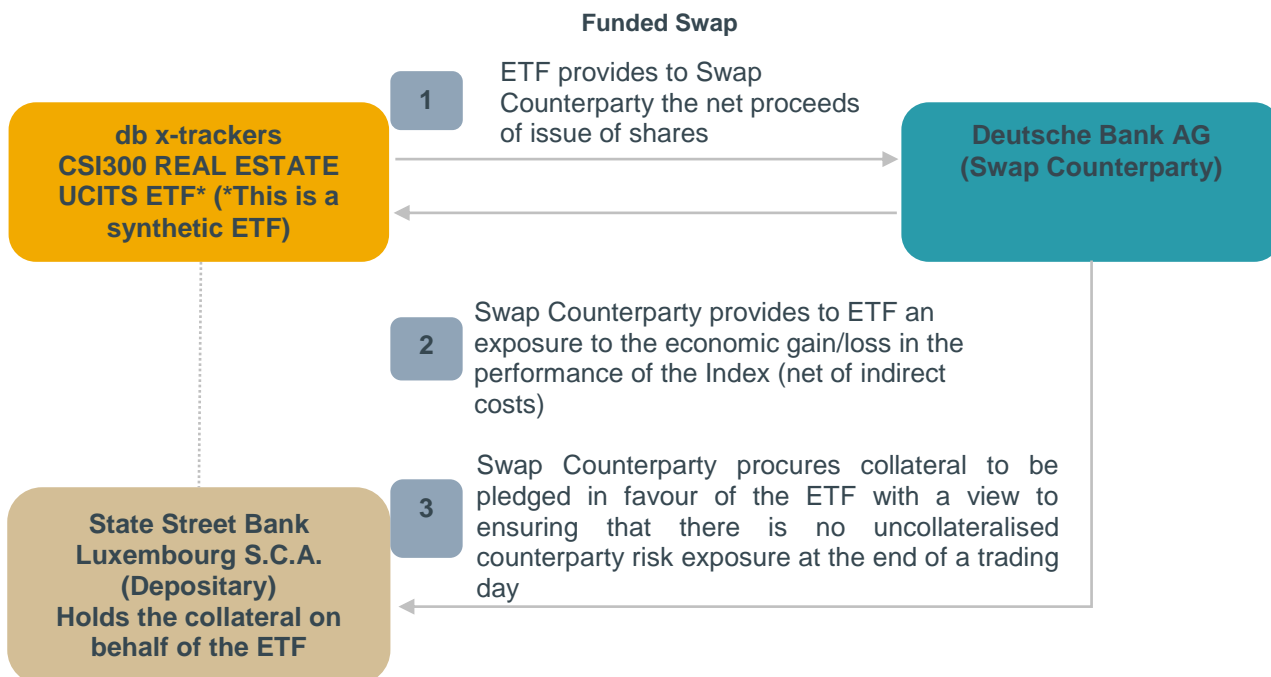 Funded Swap
1
ETF provides to Swap
Counterparty the net proceeds
of issue of shares
db x-trackers
CSI300 REAL ESTATE
UCITS ETF* (*This is a
synthetic ETF)
Deutsche Bank AG
(Swap Counterparty)
2
Swap Counterparty provides to ETF an
exposure to the economic gain/loss in the
performance of the Index (net of indirect
costs)
3
Swap Counterparty procures collateral to be
pledged in favour of the ETF with a view to
ensuring that there is no uncollateralised
counterparty risk exposure at the end of a trading
day
State Street Bank
Luxembourg S.C.A.
(Depositary)
Holds the collateral on
behalf of the ETF